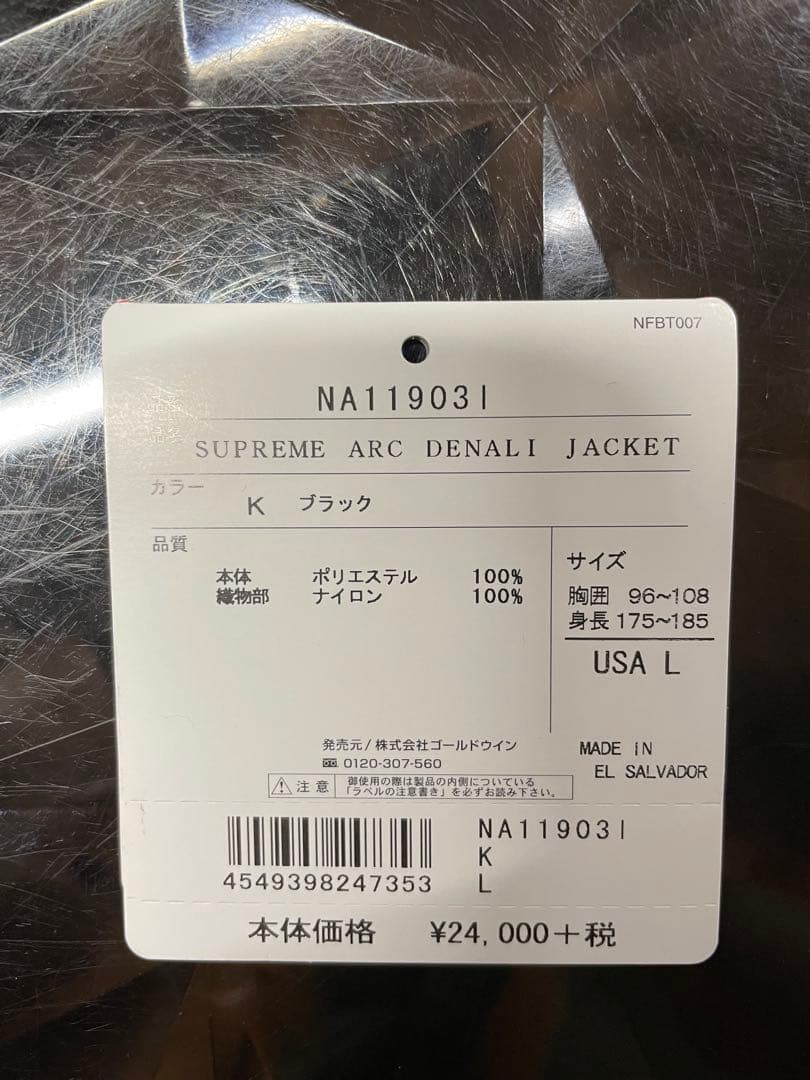 NFBT007
品番 NA11903I
品名 SUPREME ARC DENALI JACKET
カラー K ブラック
品質
本体 ポリエステル 100%
織物部 ナイロン 100%
サイズ
胸囲 96~108
身長 175~185
USA L
発売元/株式会社ゴールドウイン
0120-307-560
MADE IN
EL SALVADOR
注意
御使用の際は製品の内側についている
「ラベルの注意書き」を必ずお読み下さい。
NA11903I
K
L
4549398247353
本体価格 ¥24,000+税